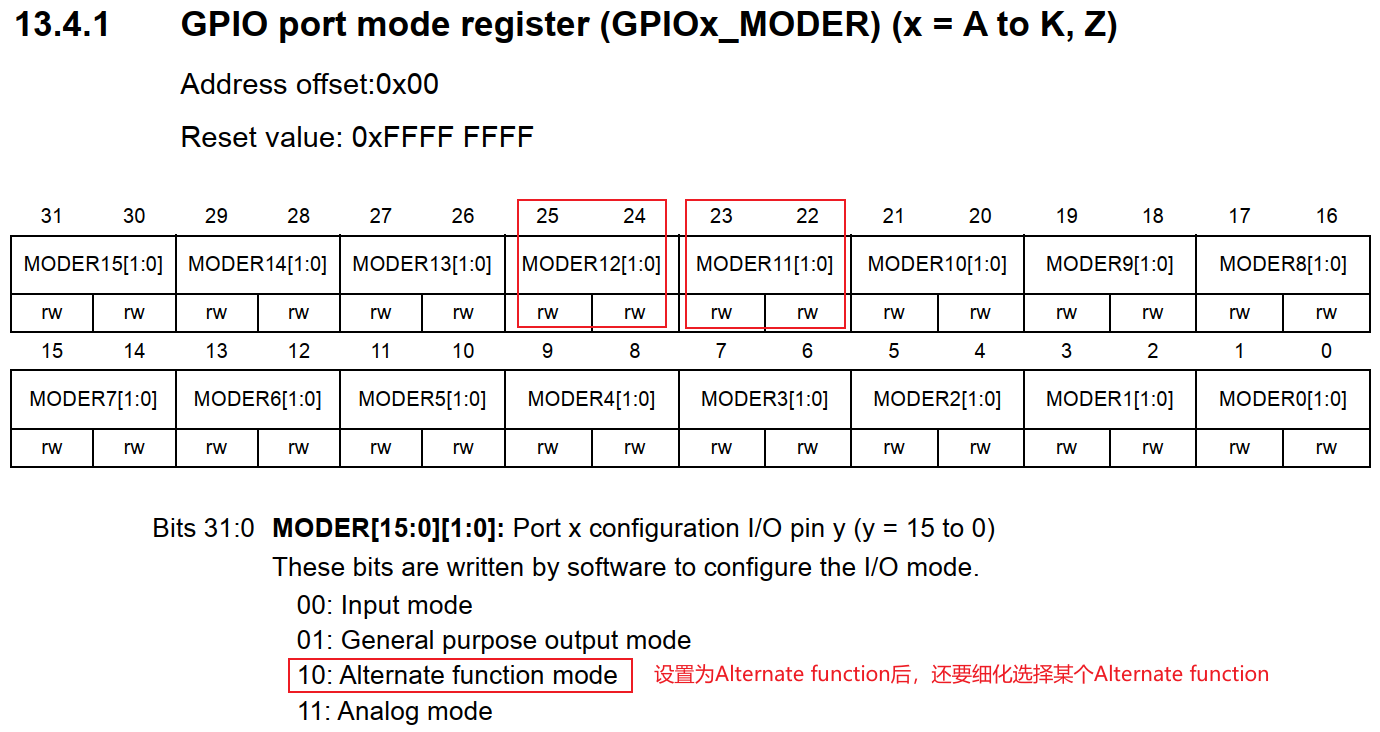 13.4.1 GPIO port mode register (GPIOx_MODER) (x = A to K, Z)
Address offset:0x00
Reset value: 0xFFFF FFFF
31 30 29 28 27 26 25 24 23 22 21 20 19 18 17 16
MODER15[1:0] MODER14[1:0] MODER13[1:0] MODER12[1:0] MODER11[1:0] MODER10[1:0] MODER9[1:0] MODER8[1:0]
rw rw rw rw rw rw rw rw rw rw rw rw rw rw rw rw
15 14 13 12 11 10 9 8 7 6 5 4 3 2 1 0
MODER7[1:0] MODER6[1:0] MODER5[1:0] MODER4[1:0] MODER3[1:0] MODER2[1:0] MODER1[1:0] MODER0[1:0]
rw rw rw rw rw rw rw rw rw rw rw rw rw rw rw rw
Bits 31:0 MODER[15:0][1:0]: Port x configuration I/O pin y (y = 15 to 0)
These bits are written by software to configure the I/O mode.
00: Input mode
01: General purpose output mode
10: Alternate function mode 设置为Alternate function后，还要细化选择某个Alternate function
11: Analog mode